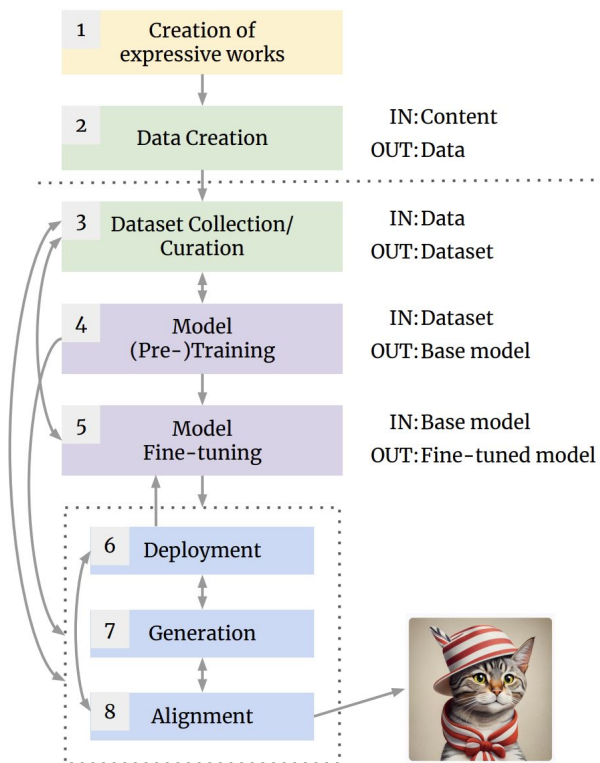 1
Creation of
expressive works
2
Data Creation
IN: Content
OUT: Data
3
Dataset Collection/
Curation
IN: Data
OUT: Dataset
4
Model
(Pre-)Training
IN: Dataset
OUT: Base model
5
Model
Fine-tuning
IN: Base model
OUT: Fine-tuned model
6
Deployment
7
Generation
8
Alignment